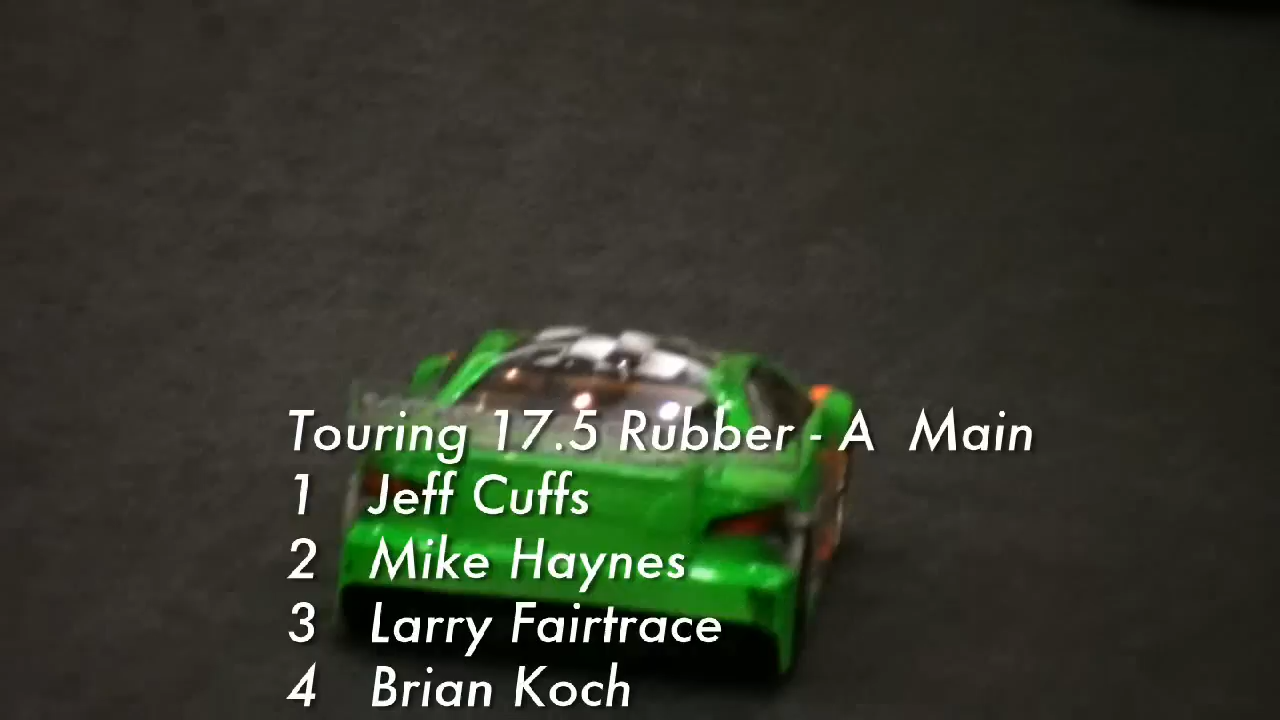 Touring 17.5 Rubber - A Main
1 Jeff Cuffs
2 Mike Haynes
3 Larry Fairtrace
4 Brian Koch